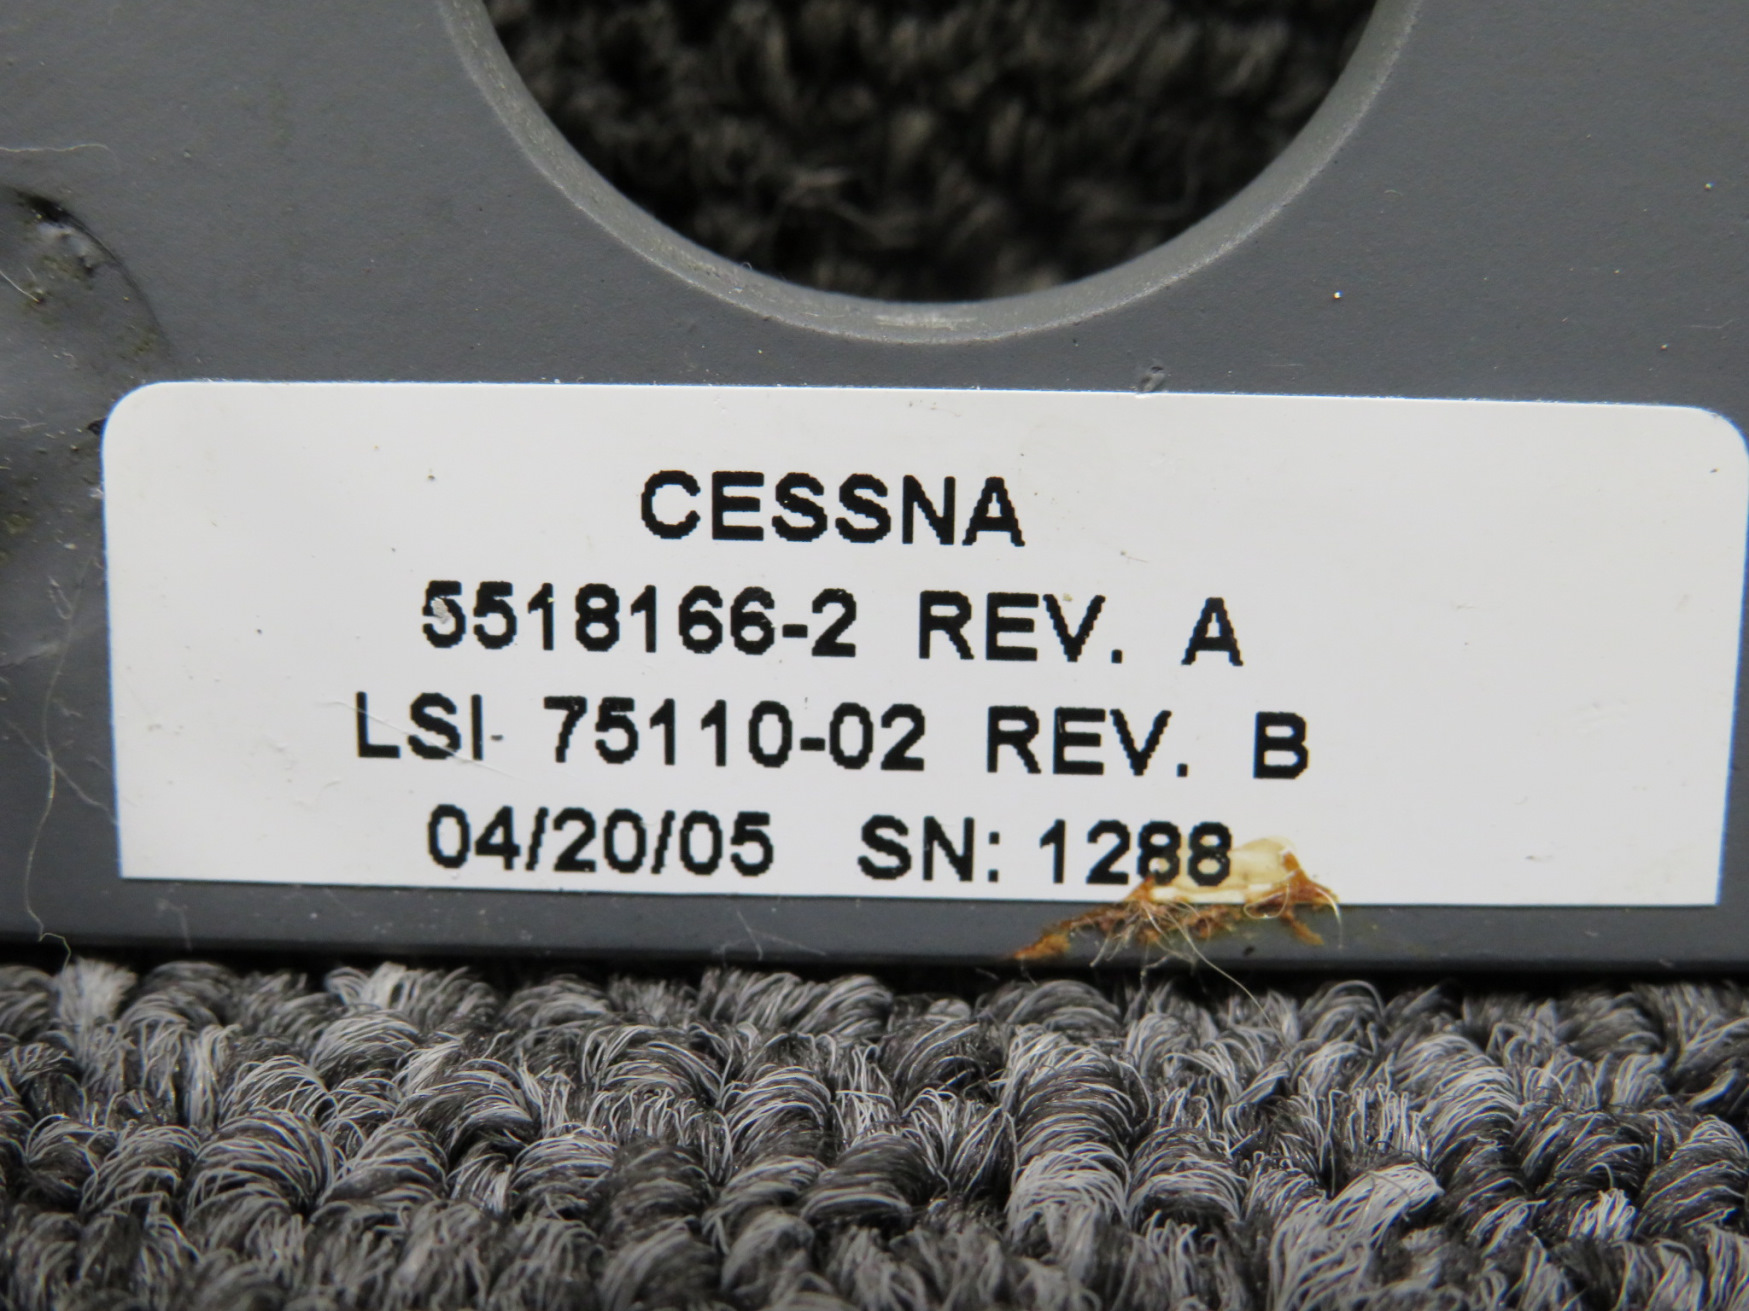 CESSNA
5518166-2 REV. A
LSI 75110-02 REV. B
04/20/05 SN: 1288